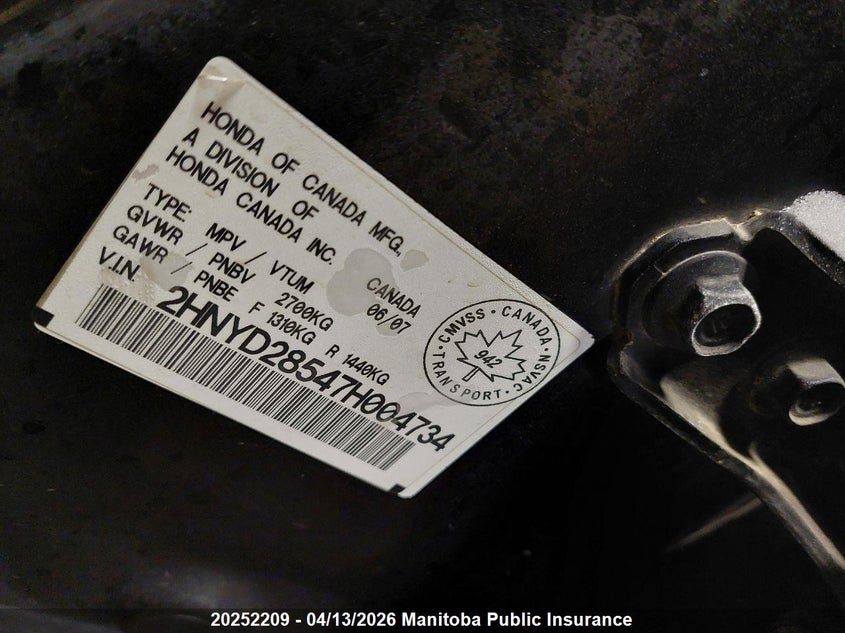 HONDA OF CANADA MFG.,
A DIVISION OF
HONDA CANADA INC.
CANADA
06/07
TYPE: MPV / VTUM
GVWR / PNBV 2700KG
GAWR / PNBE F 1310KG R 1440KG
V.I.N. 2HNYD28547H004734
CMVSS · CANADA · NSVAC · TRANSPORT ·
942
20252209 - 04/13/2026 Manitoba Public Insurance